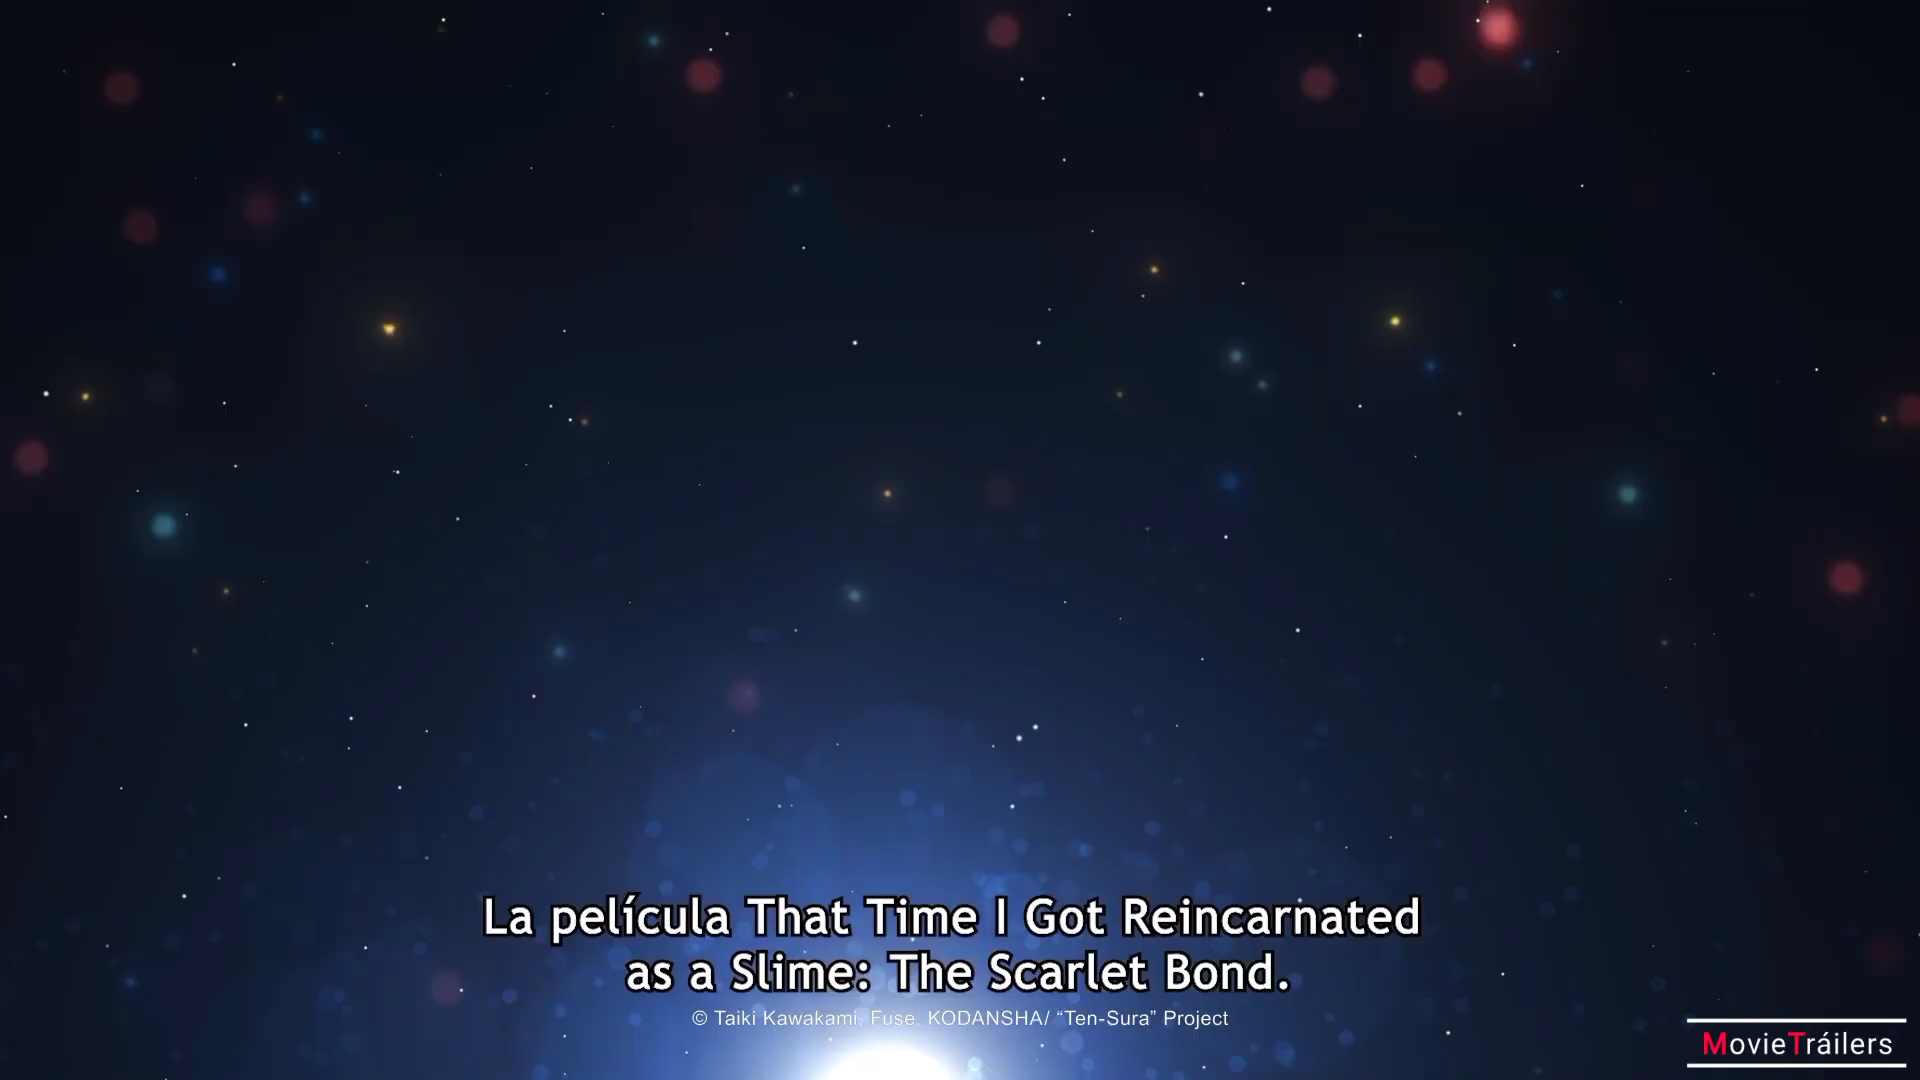 La película That Time I Got Reincarnated
as a Slime: The Scarlet Bond.
© Taiki Kawakami, Fuse, KODANSHA/ “Ten-Sura” Project
MovieTráilers